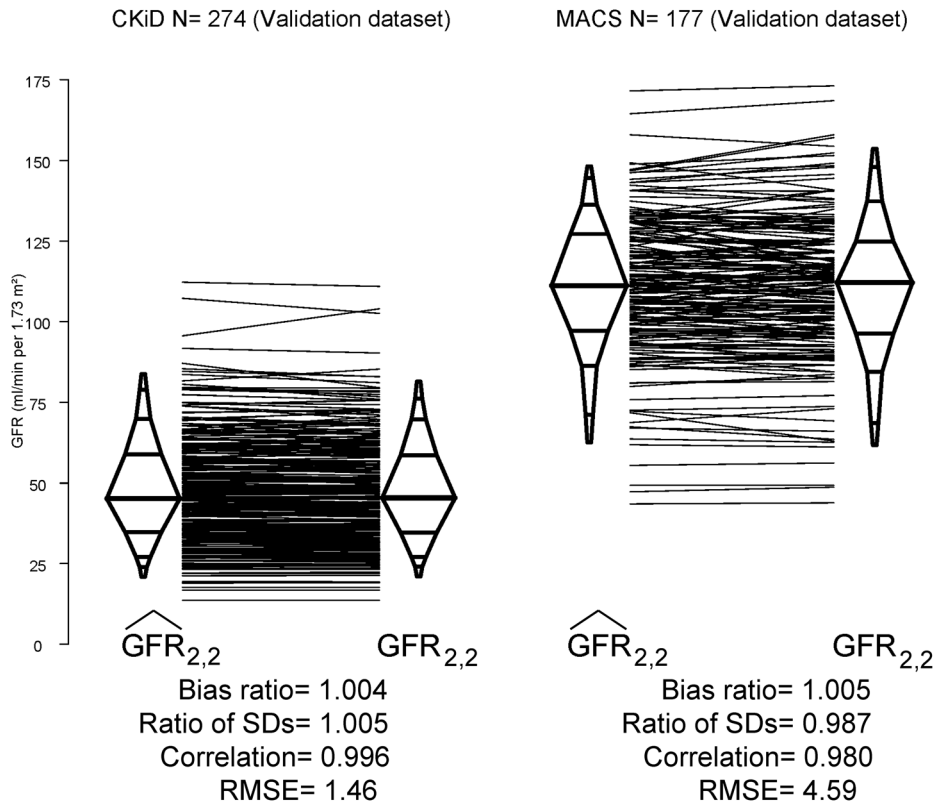 CKiD N= 274 (Validation dataset)
MACS N= 177 (Validation dataset)
GFR (ml/min per 1.73 m²)
175
150
125
100
75
50
25
0
GFR2,2
GFR2,2
GFR2,2
GFR2,2
Bias ratio= 1.004
Ratio of SDs= 1.005
Correlation= 0.996
RMSE= 1.46
Bias ratio= 1.005
Ratio of SDs= 0.987
Correlation= 0.980
RMSE= 4.59